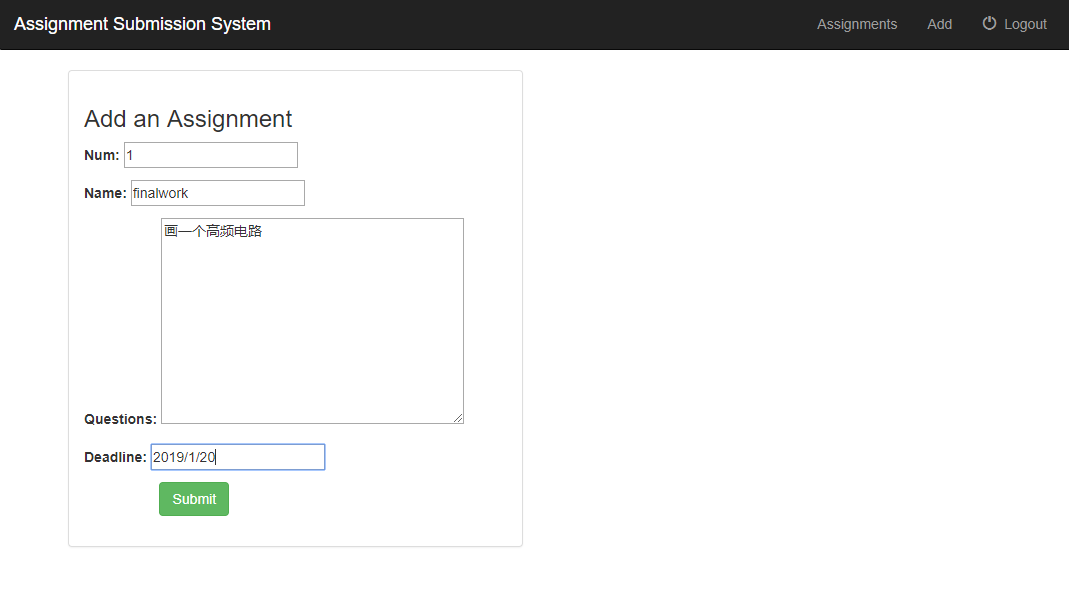 Assignment Submission System
Assignments
Add
Logout
Add an Assignment
Num: 1
Name: finalwork
Questions: 画一个高频电路
Deadline: 2019/1/20
Submit